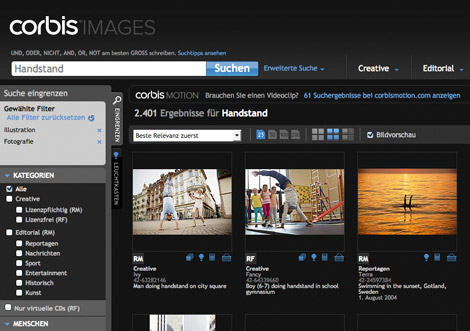 corbis IMAGES
UND, ODER, NICHT, AND, OR, NOT am besten GROSS schreiben. Suchtipps ansehen
Handstand Suchen Erweiterte Suche Creative Editorial
Suche eingrenzen
Gewählte Filter
Alle Filter zurücksetzen
Illustration x
Fotografie x
KATEGORIEN
Alle
Creative
Lizenzpflichtig (RM)
Lizenzfrei (RF)
Editorial (RM)
Reportagen
Nachrichten
Sport
Entertainment
Historisch
Kunst
Nur virtuelle CDs (RF)
MENSCHEN
EINGRENZEN
LEUCHTKASTEN
corbis MOTION Brauchen Sie einen Videoclip? 61 Suchergebnisse bei corbismotion.com anzeigen
2.401 Ergebnisse für Handstand
Beste Relevanz zuerst 25 Bildvorschau
RM
Creative
Ivy
42-63282146
Man doing handstand on city square
RF
Creative
Fancy
42-64339660
Boy (6-7) doing handstand in school
gymnasium
RM
Reportagen
Terra
42-24597384
Swimming in the sunset, Gotland,
Sweden
1. August 2004